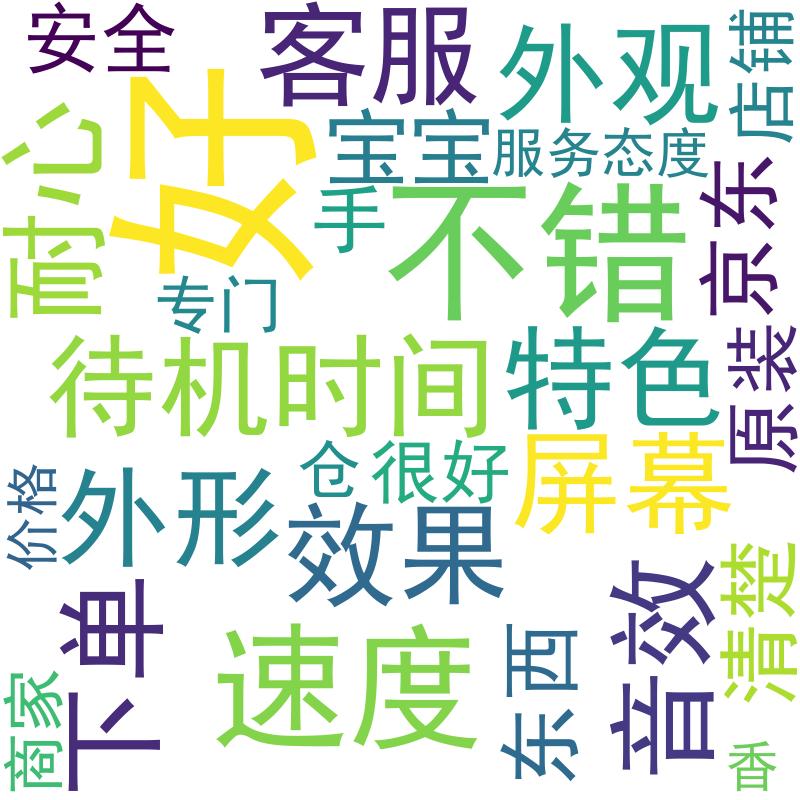 安全
客服
外观
店铺
好
耐心
宝宝
服务态度
手
不错
京东
专门
待机时间
特色
原装
仓
很好
屏幕
价格
外形
效果
下单
速度
东西
音效
清楚
商家
香